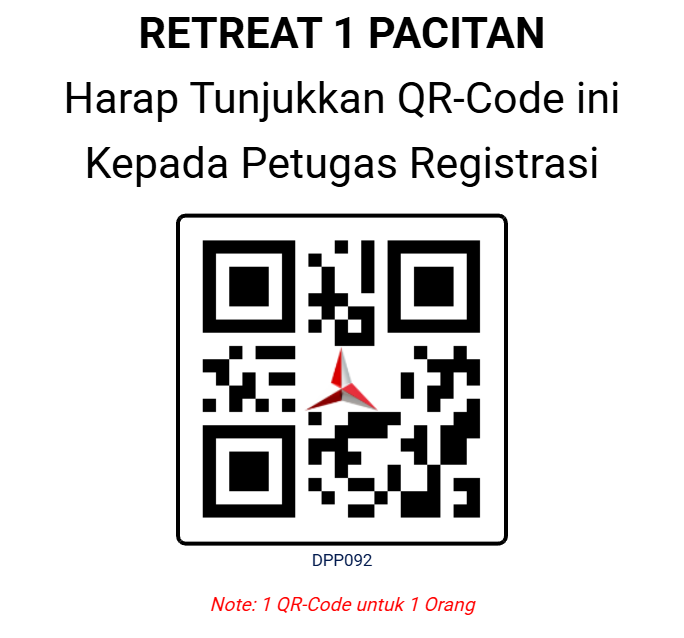 RETREAT 1 PACITAN
Harap Tunjukkan QR-Code ini
Kepada Petugas Registrasi
DPP092
Note: 1 QR-Code untuk 1 Orang